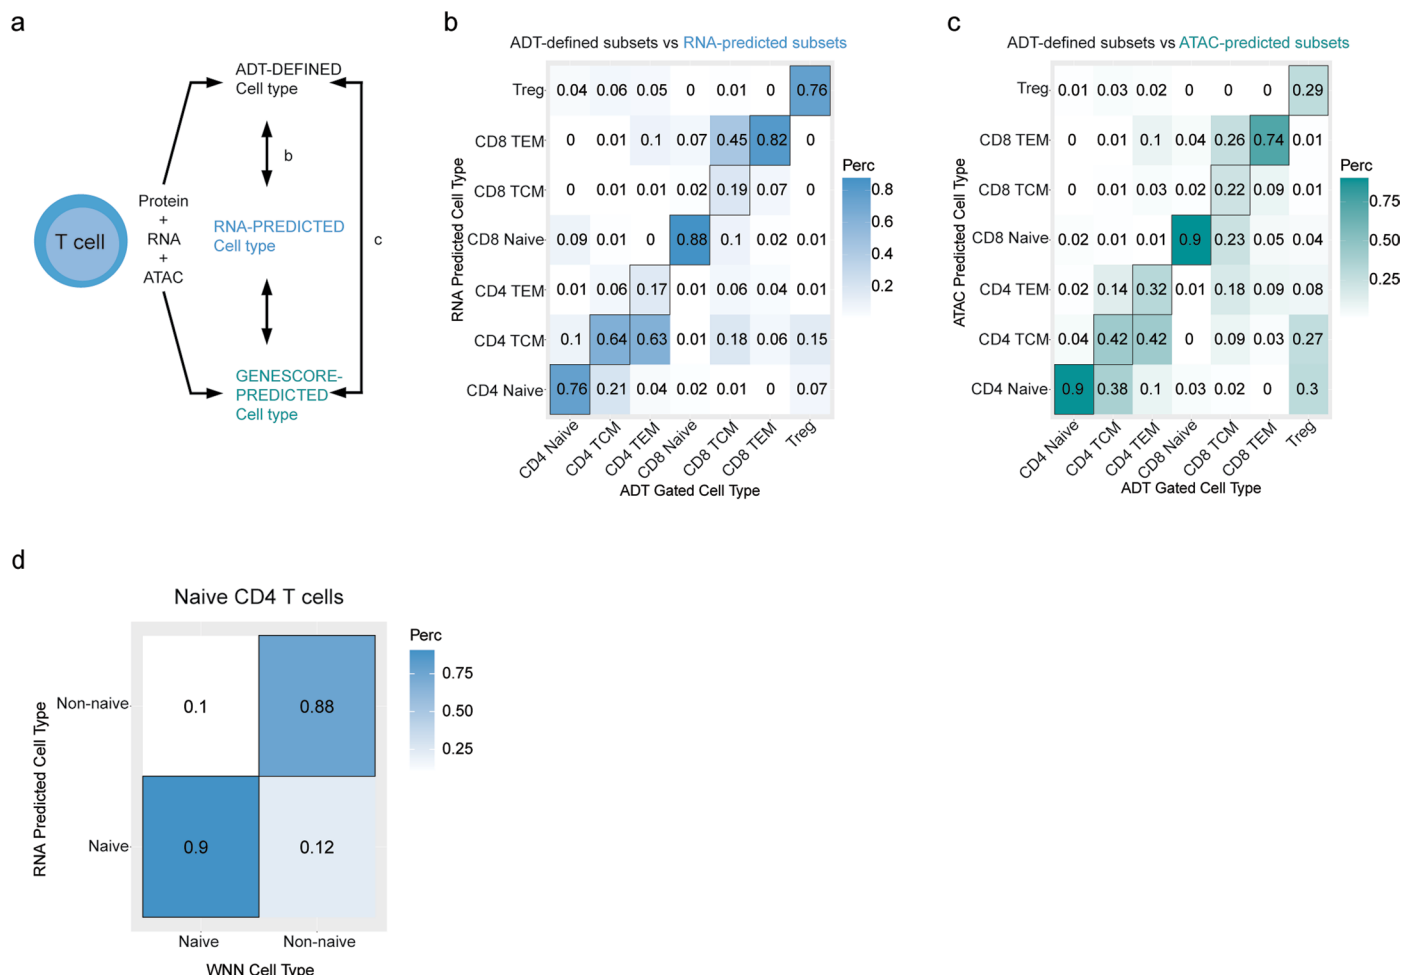 a
ADT-DEFINED
Cell type
b
Protein
+
RNA
+
ATAC
T cell
RNA-PREDICTED
Cell type
c
GENESCORE-
PREDICTED
Cell type
b
ADT-defined subsets vs RNA-predicted subsets
RNA Predicted Cell Type
Treg 0.04 0.06 0.05 0 0.01 0 0.76
CD8 TEM 0 0.01 0.1 0.07 0.45 0.82 0
CD8 TCM 0 0.01 0.01 0.02 0.19 0.07 0
CD8 Naive 0.09 0.01 0 0.88 0.1 0.02 0.01
CD4 TEM 0.01 0.06 0.17 0.01 0.06 0.04 0.01
CD4 TCM 0.1 0.64 0.63 0.01 0.18 0.06 0.15
CD4 Naive 0.76 0.21 0.04 0.02 0.01 0 0.07
CD4 Naive CD4 TCM CD4 TEM CD8 Naive CD8 TCM CD8 TEM Treg
ADT Gated Cell Type
Perc
0.8
0.6
0.4
0.2
c
ADT-defined subsets vs ATAC-predicted subsets
ATAC Predicted Cell Type
Treg 0.01 0.03 0.02 0 0 0 0.29
CD8 TEM 0 0.01 0.1 0.04 0.26 0.74 0.01
CD8 TCM 0 0.01 0.03 0.02 0.22 0.09 0.01
CD8 Naive 0.02 0.01 0.01 0.9 0.23 0.05 0.04
CD4 TEM 0.02 0.14 0.32 0.01 0.18 0.09 0.08
CD4 TCM 0.04 0.42 0.42 0 0.09 0.03 0.27
CD4 Naive 0.9 0.38 0.1 0.03 0.02 0 0.3
CD4 Naive CD4 TCM CD4 TEM CD8 Naive CD8 TCM CD8 TEM Treg
ADT Gated Cell Type
Perc
0.75
0.50
0.25
d
Naive CD4 T cells
RNA Predicted Cell Type
Non-naive 0.1 0.88
Naive 0.9 0.12
Naive Non-naive
WNN Cell Type
Perc
0.75
0.50
0.25